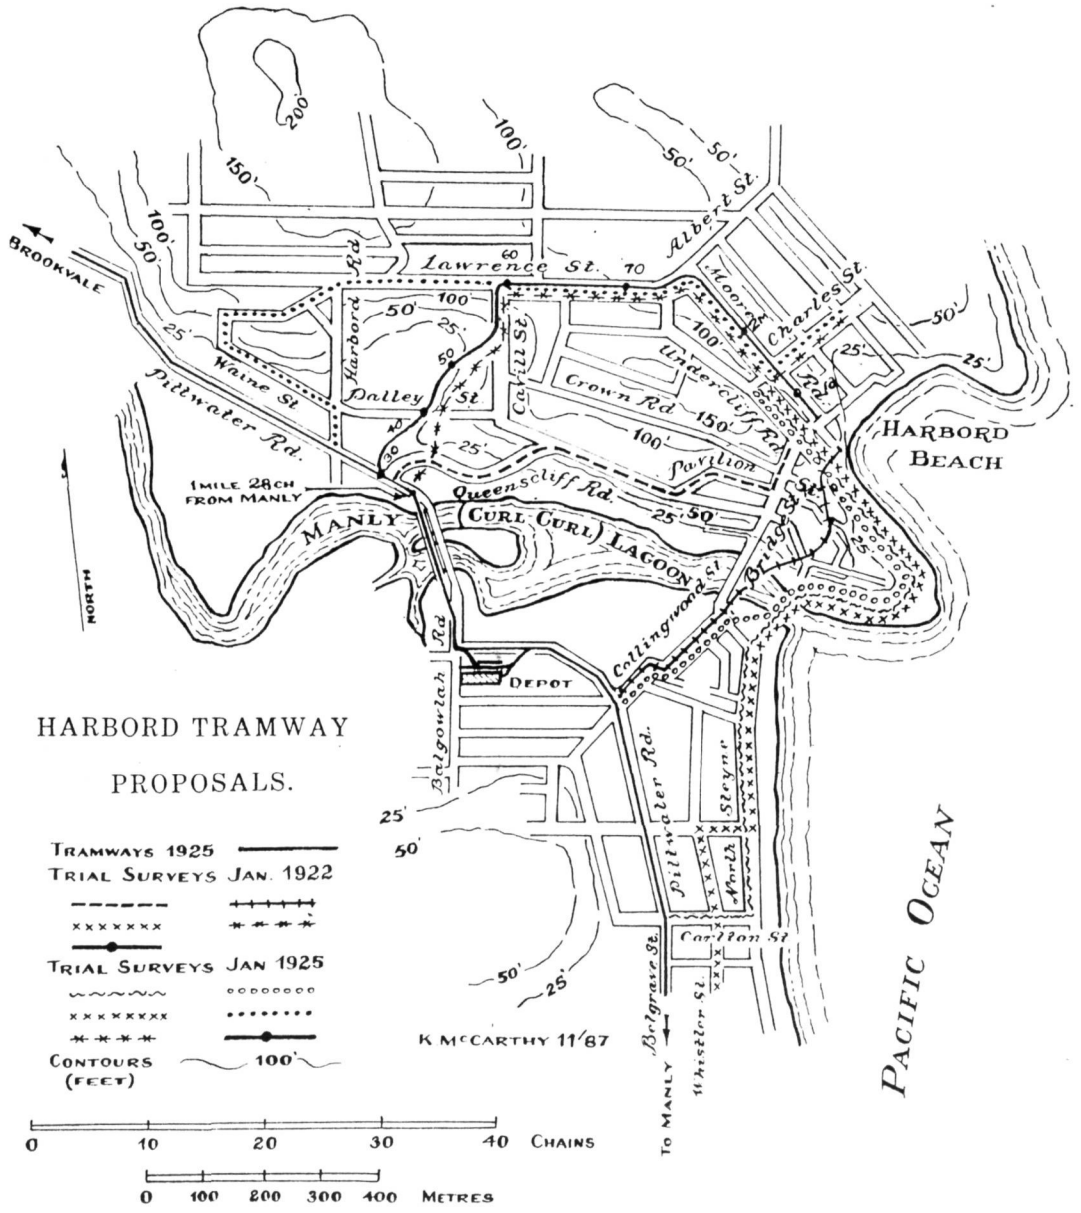 200'
150'
100'
50'
50'
100'
50'
Albert St.
BROOKVALE
Lawrence St.
60
70
Moore
Rd
Charles St.
50'
25'
25'
Harbord Rd
100'
50'
25'
50
100'
Undercliff Rd
25'
Waine St
Pittwater Rd.
Dalley St
40
30
Cavill St
Crown Rd
150'
100'
Pavilion St
25'
HARBORD
BEACH
1 MILE 28 CH
FROM MANLY
Queenscliff Rd.
25'
50'
Bridge St
25
MANLY (CURL CURL) LAGOON
NORTH
Collingwood St
Balgowlah Rd
DEPOT
HARBORD TRAMWAY
PROPOSALS.
Pittwater Rd.
North Steyne
25'
50'
TRAMWAYS 1925
TRIAL SURVEYS JAN. 1922
TRIAL SURVEYS JAN 1925
CONTOURS 100'
(FEET)
50'
25'
Carlton St
Belgrave St.
Whistler St.
TO MANLY
K McCARTHY 11/87
PACIFIC OCEAN
0 10 20 30 40 CHAINS
0 100 200 300 400 METRES